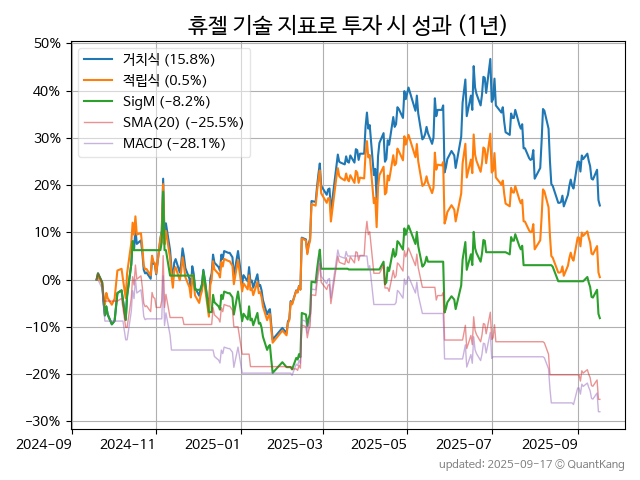 휴젤 기술 지표로 투자 시 성과 (1년)
50%
40%
30%
20%
10%
0%
−10%
−20%
−30%
거치식 (15.8%)
적립식 (0.5%)
SigM (−8.2%)
SMA(20) (−25.5%)
MACD (−28.1%)
2024-09
2024-11
2025-01
2025-03
2025-05
2025-07
2025-09
updated: 2025-09-17 © QuantKang